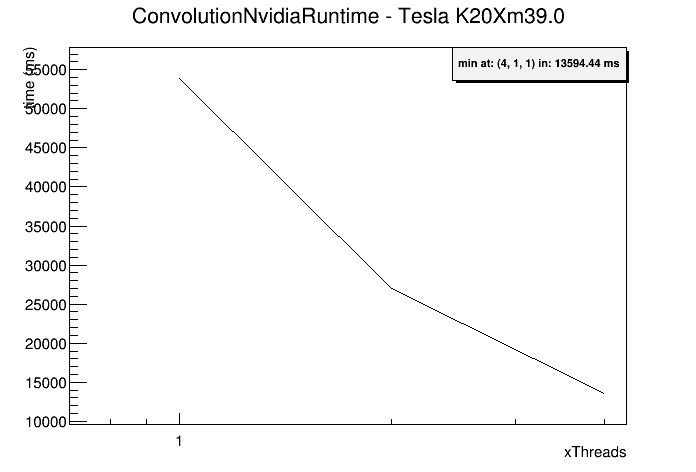 ConvolutionNvidiaRuntime - Tesla K20Xm39.0
min at: (4, 1, 1) in: 13594.44 ms
time (ms)
55000
50000
45000
40000
35000
30000
25000
20000
15000
10000
1
xThreads